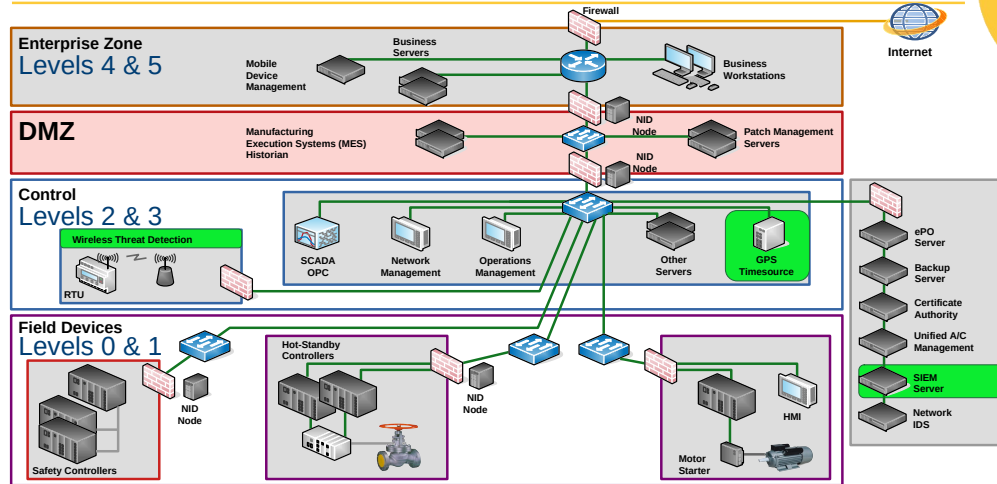 Firewall
Internet
Enterprise Zone
Levels 4 & 5
Mobile
Device
Management
Business
Servers
Business
Workstations
DMZ
Manufacturing
Execution Systems (MES)
Historian
NID
Node
Patch Management
Servers
NID
Node
Control
Levels 2 & 3
Wireless Threat Detection
RTU
SCADA
OPC
Network
Management
Operations
Management
Other
Servers
GPS
Timesource
ePO
Server
Backup
Server
Certificate
Authority
Unified A/C
Management
SIEM
Server
Network
IDS
Field Devices
Levels 0 & 1
Safety Controllers
NID
Node
Hot-Standby
Controllers
NID
Node
HMI
Motor
Starter